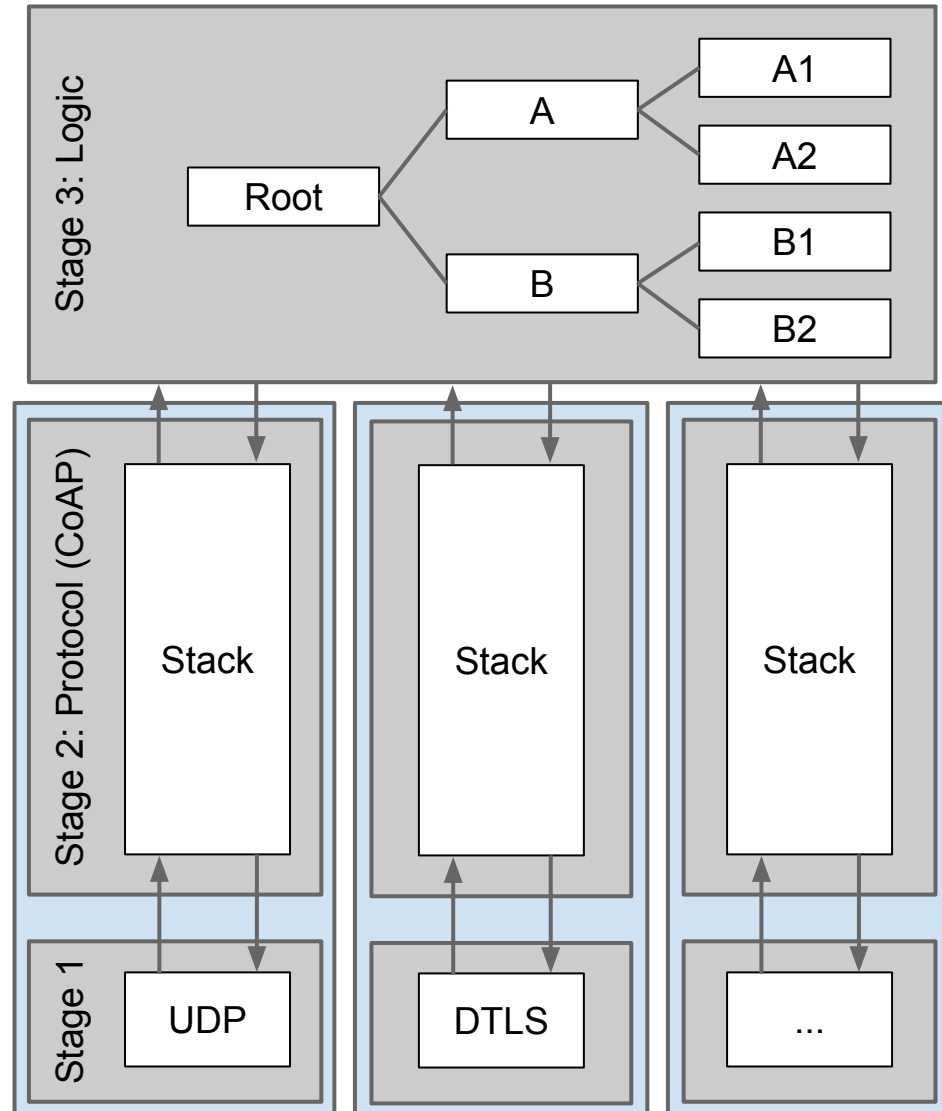 Stage 3: Logic
Root
A
B
A1
A2
B1
B2
Stage 2: Protocol (CoAP)
Stack
Stack
Stack
Stage 1
UDP
DTLS
...